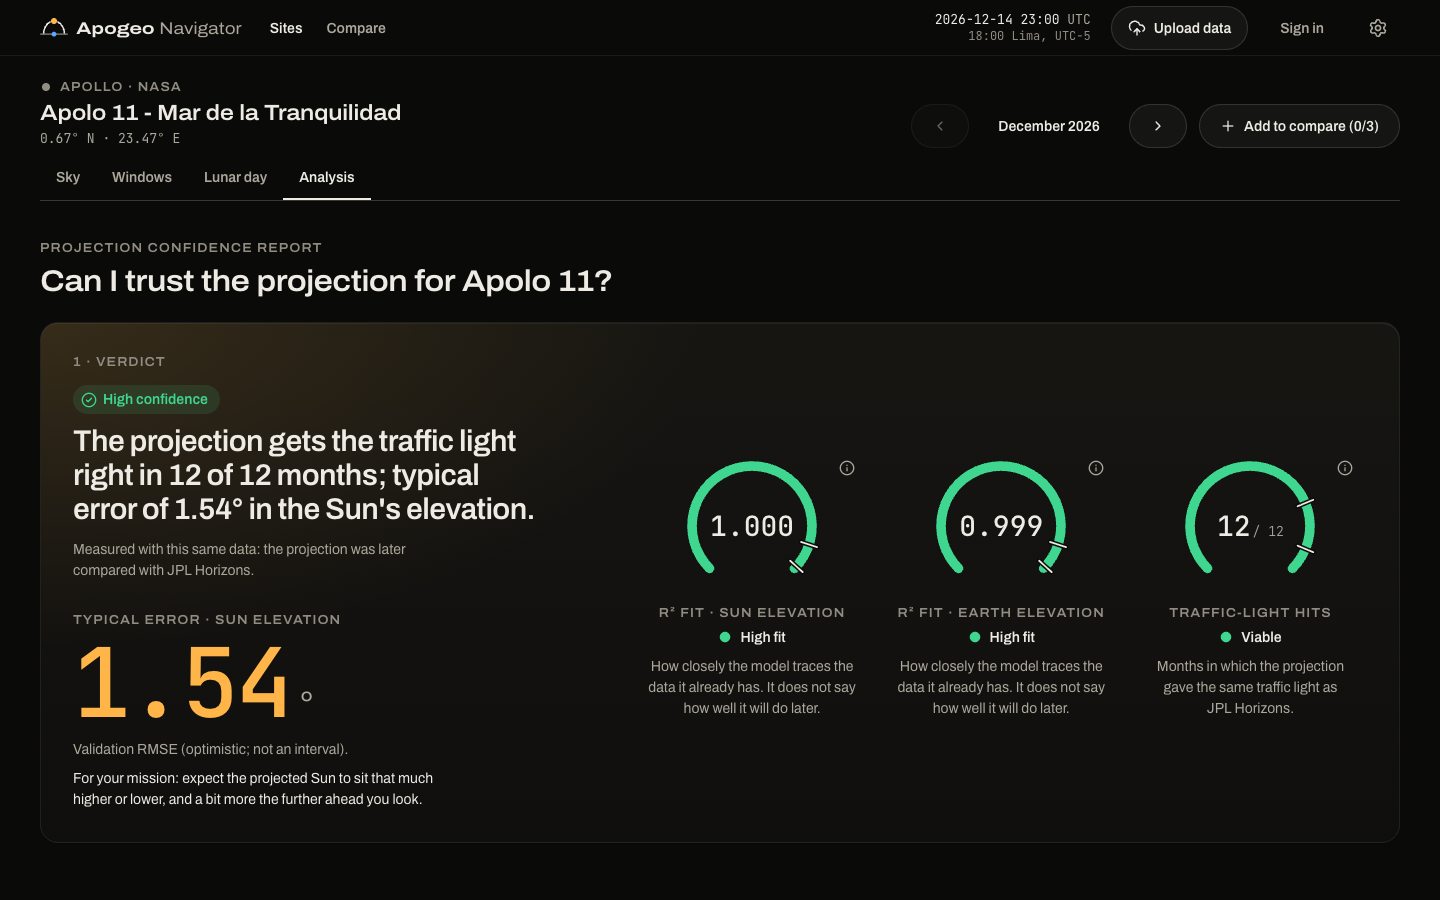 Apogeo Navigator
Sites
Compare
2026-12-14 23:00 UTC
18:00 Lima, UTC-5
Upload data
Sign in
APOLLO · NASA
Apolo 11 - Mar de la Tranquilidad
0.67° N · 23.47° E
December 2026
Add to compare (0/3)
Sky
Windows
Lunar day
Analysis
PROJECTION CONFIDENCE REPORT
Can I trust the projection for Apolo 11?
1 · VERDICT
High confidence
The projection gets the traffic light
right in 12 of 12 months; typical
error of 1.54° in the Sun's elevation.
Measured with this same data: the projection was later
compared with JPL Horizons.
TYPICAL ERROR · SUN ELEVATION
1.54°
Validation RMSE (optimistic; not an interval).
For your mission: expect the projected Sun to sit that much
higher or lower, and a bit more the further ahead you look.
1.000
R² FIT · SUN ELEVATION
High fit
How closely the model traces the
data it already has. It does not say
how well it will do later.
0.999
R² FIT · EARTH ELEVATION
High fit
How closely the model traces the
data it already has. It does not say
how well it will do later.
12 / 12
TRAFFIC-LIGHT HITS
Viable
Months in which the projection
gave the same traffic light as
JPL Horizons.